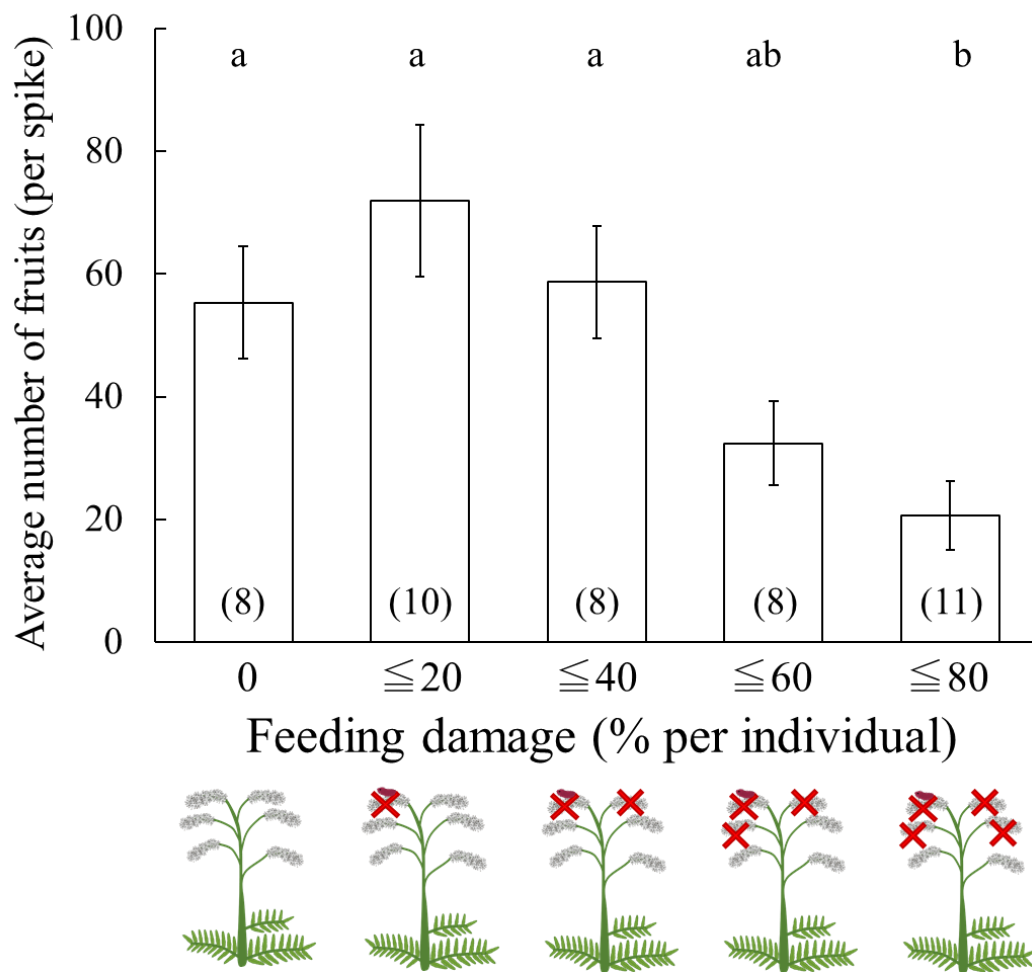 Average number of fruits (per spike)
100
80
60
40
20
0
a a a ab b
(8) (10) (8) (8) (11)
0 ≦20 ≦40 ≦60 ≦80
Feeding damage (% per individual)